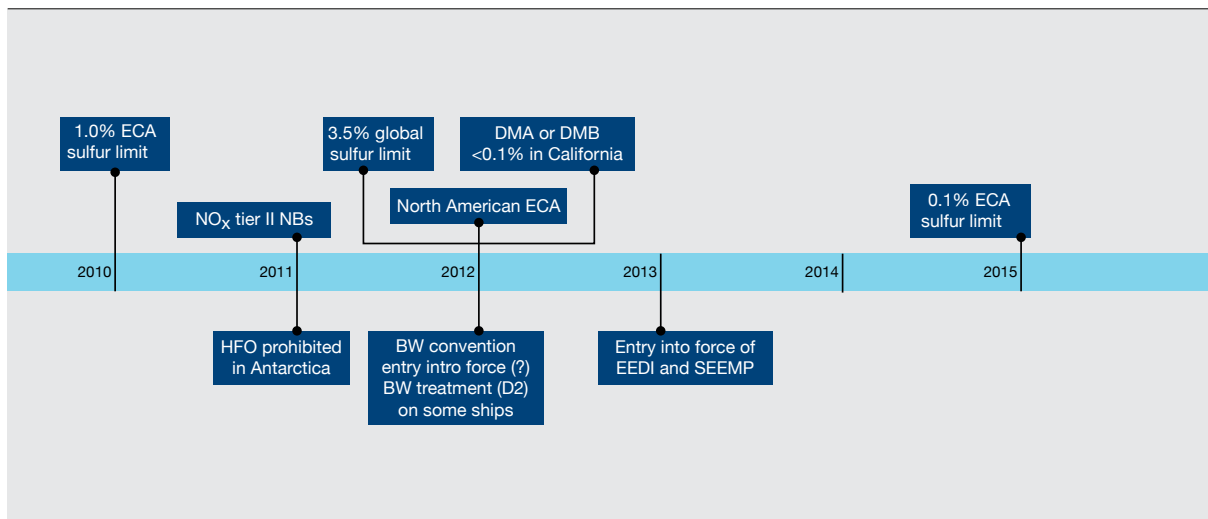 1.0% ECA
sulfur limit
3.5% global
sulfur limit
DMA or DMB
<0.1% in California
NOx tier II NBs
North American ECA
0.1% ECA
sulfur limit
2010
2011
2012
2013
2014
2015
HFO prohibited
in Antarctica
BW convention
entry intro force (?)
BW treatment (D2)
on some ships
Entry into force of
EEDI and SEEMP